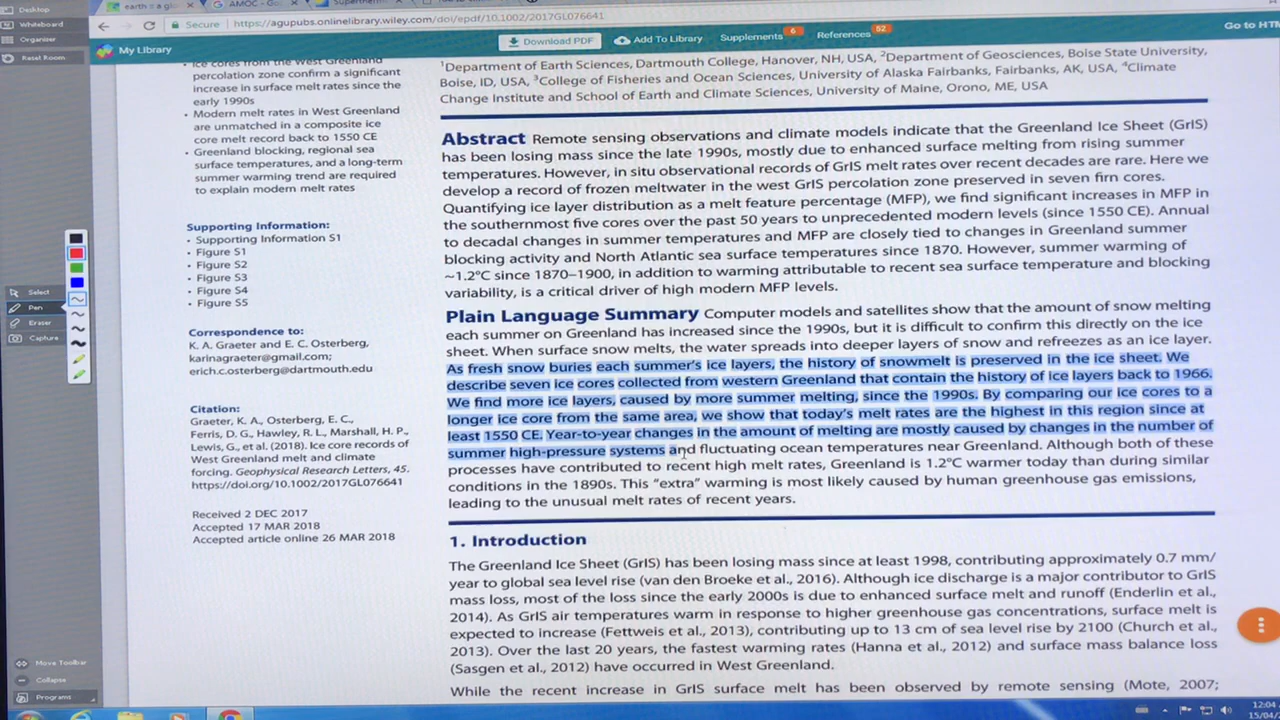 Desktop
Whiteboard
Organiser
Reset Room
Select
Pen
Eraser
Capture
Move Toolbar
Collapse
Programs
earth is a gl
AMOC - Go
Secure
https://agupubs.onlinelibrary.wiley.com/doi/epdf/10.1002/2017GL076641
My Library
Download PDF
Add To Library
Supplements 6
References 62
Go to HTM
• Ice cores from the West Greenland
percolation zone confirm a significant
increase in surface melt rates since the
early 1990s
• Modern melt rates in West Greenland
are unmatched in a composite ice
core melt record back to 1550 CE
• Greenland blocking, regional sea
surface temperatures, and a long-term
summer warming trend are required
to explain modern melt rates
Supporting Information:
• Supporting Information S1
• Figure S1
• Figure S2
• Figure S3
• Figure S4
• Figure S5
Correspondence to:
K. A. Graeter and E. C. Osterberg,
karinagraeter@gmail.com;
erich.c.osterberg@dartmouth.edu
Citation:
Graeter, K. A., Osterberg, E. C.,
Ferris, D. G., Hawley, R. L., Marshall, H. P.,
Lewis, G., et al. (2018). Ice core records of
West Greenland melt and climate
forcing. Geophysical Research Letters, 45.
https://doi.org/10.1002/2017GL076641
Received 2 DEC 2017
Accepted 17 MAR 2018
Accepted article online 26 MAR 2018
1Department of Earth Sciences, Dartmouth College, Hanover, NH, USA, 2Department of Geosciences, Boise State University,
Boise, ID, USA, 3College of Fisheries and Ocean Sciences, University of Alaska Fairbanks, Fairbanks, AK, USA, 4Climate
Change Institute and School of Earth and Climate Sciences, University of Maine, Orono, ME, USA
Abstract Remote sensing observations and climate models indicate that the Greenland Ice Sheet (GrIS)
has been losing mass since the late 1990s, mostly due to enhanced surface melting from rising summer
temperatures. However, in situ observational records of GrIS melt rates over recent decades are rare. Here we
develop a record of frozen meltwater in the west GrIS percolation zone preserved in seven firn cores.
Quantifying ice layer distribution as a melt feature percentage (MFP), we find significant increases in MFP in
the southernmost five cores over the past 50 years to unprecedented modern levels (since 1550 CE). Annual
to decadal changes in summer temperatures and MFP are closely tied to changes in Greenland summer
blocking activity and North Atlantic sea surface temperatures since 1870. However, summer warming of
~1.2°C since 1870–1900, in addition to warming attributable to recent sea surface temperature and blocking
variability, is a critical driver of high modern MFP levels.
Plain Language Summary Computer models and satellites show that the amount of snow melting
each summer on Greenland has increased since the 1990s, but it is difficult to confirm this directly on the ice
sheet. When surface snow melts, the water spreads into deeper layers of snow and refreezes as an ice layer.
As fresh snow buries each summer's ice layers, the history of snowmelt is preserved in the ice sheet. We
describe seven ice cores collected from western Greenland that contain the history of ice layers back to 1966.
We find more ice layers, caused by more summer melting, since the 1990s. By comparing our ice cores to a
longer ice core from the same area, we show that today's melt rates are the highest in this region since at
least 1550 CE. Year-to-year changes in the amount of melting are mostly caused by changes in the number of
summer high-pressure systems and fluctuating ocean temperatures near Greenland. Although both of these
processes have contributed to recent high melt rates, Greenland is 1.2°C warmer today than during similar
conditions in the 1890s. This "extra" warming is most likely caused by human greenhouse gas emissions,
leading to the unusual melt rates of recent years.
1. Introduction
The Greenland Ice Sheet (GrIS) has been losing mass since at least 1998, contributing approximately 0.7 mm/
year to global sea level rise (van den Broeke et al., 2016). Although ice discharge is a major contributor to GrIS
mass loss, most of the loss since the early 2000s is due to enhanced surface melt and runoff (Enderlin et al.,
2014). As GrIS air temperatures warm in response to higher greenhouse gas concentrations, surface melt is
expected to increase (Fettweis et al., 2013), contributing up to 13 cm of sea level rise by 2100 (Church et al.,
2013). Over the last 20 years, the fastest warming rates (Hanna et al., 2012) and surface mass balance loss
(Sasgen et al., 2012) have occurred in West Greenland.
While the recent increase in GrIS surface melt has been observed by remote sensing (Mote, 2007;
12:04
15/04/